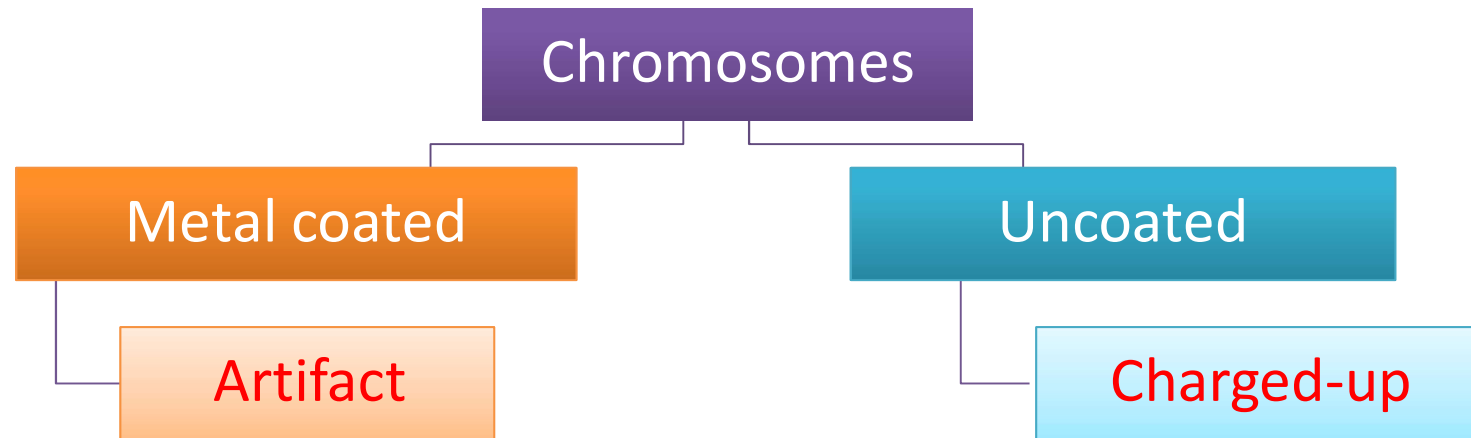 Chromosomes
Metal coated
Uncoated
Artifact
Charged-up